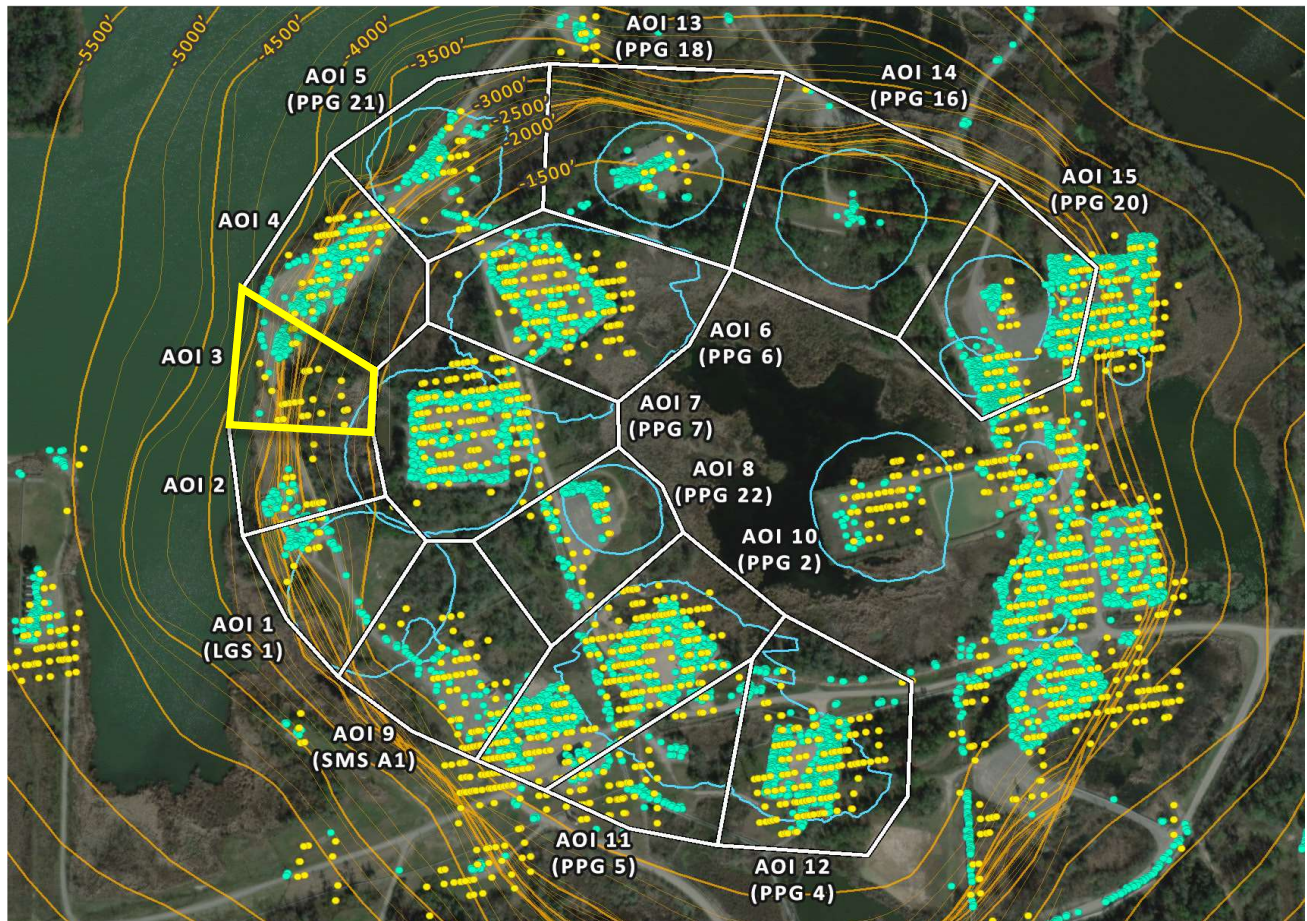 -5500'
-5000'
-4500'
-4000'
-3500'
-3000'
-2500'
-2000'
-1500'
AOI 13
(PPG 18)
AOI 5
(PPG 21)
AOI 14
(PPG 16)
AOI 15
(PPG 20)
AOI 4
AOI 3
AOI 6
(PPG 6)
AOI 7
(PPG 7)
AOI 8
(PPG 22)
AOI 2
AOI 10
(PPG 2)
AOI 1
(LGS 1)
AOI 9
(SMS A1)
AOI 11
(PPG 5)
AOI 12
(PPG 4)